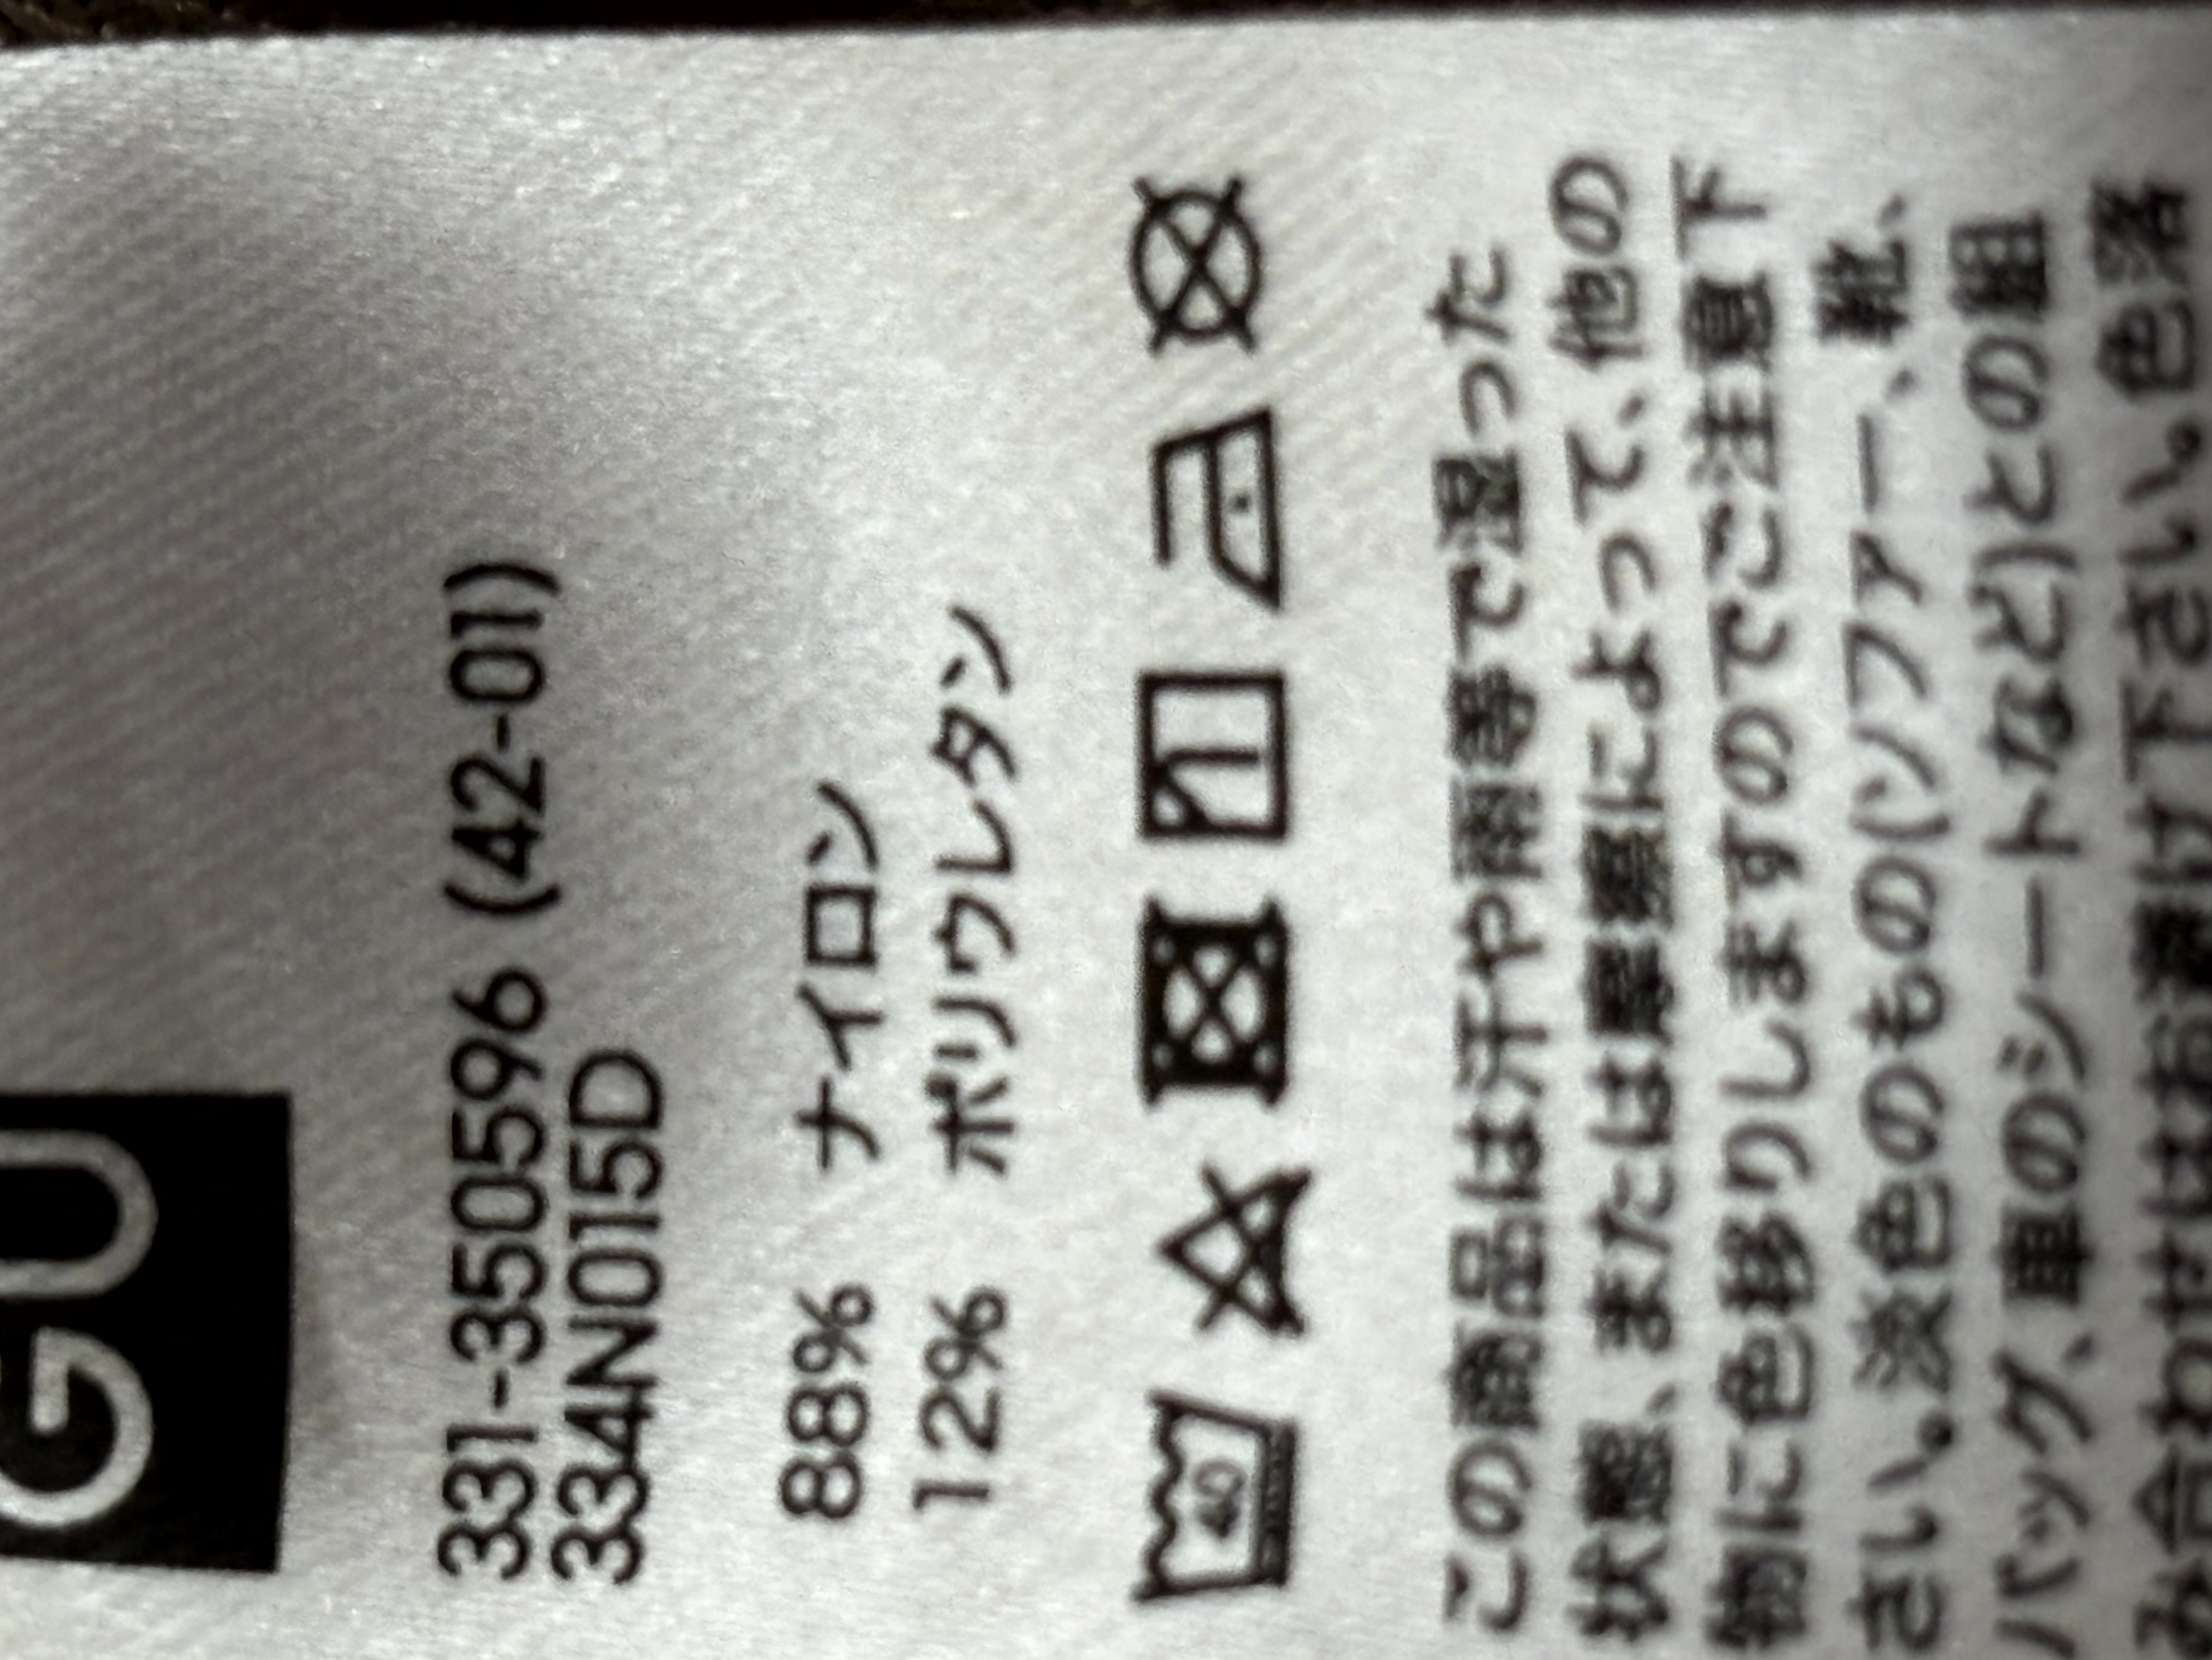 GU
331-350596 (42-01)
334N015D
88% ナイロン
12% ポリウレタン
40
この商品は汗や雨等で湿った
状態、または摩擦によって、他の
物に色移りしますのでご注意下
さい。淡色のもの(ソファー、靴、
バッグ、車のシートなど)との組
み合わせはお避け下さい。色落